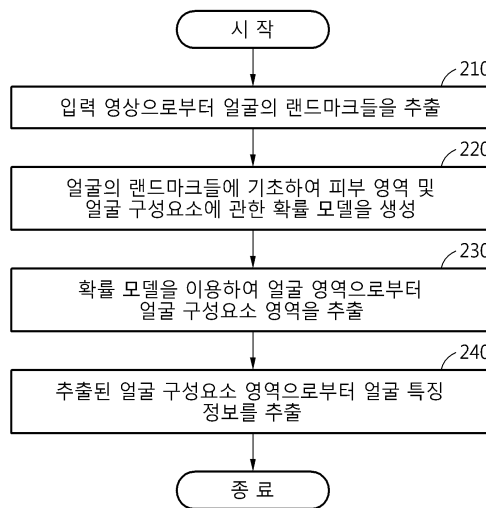 시 작
210
입력 영상으로부터 얼굴의 랜드마크들을 추출
220
얼굴의 랜드마크들에 기초하여 피부 영역 및
얼굴 구성요소에 관한 확률 모델을 생성
230
확률 모델을 이용하여 얼굴 영역으로부터
얼굴 구성요소 영역을 추출
240
추출된 얼굴 구성요소 영역으로부터 얼굴 특징
정보를 추출
종 료